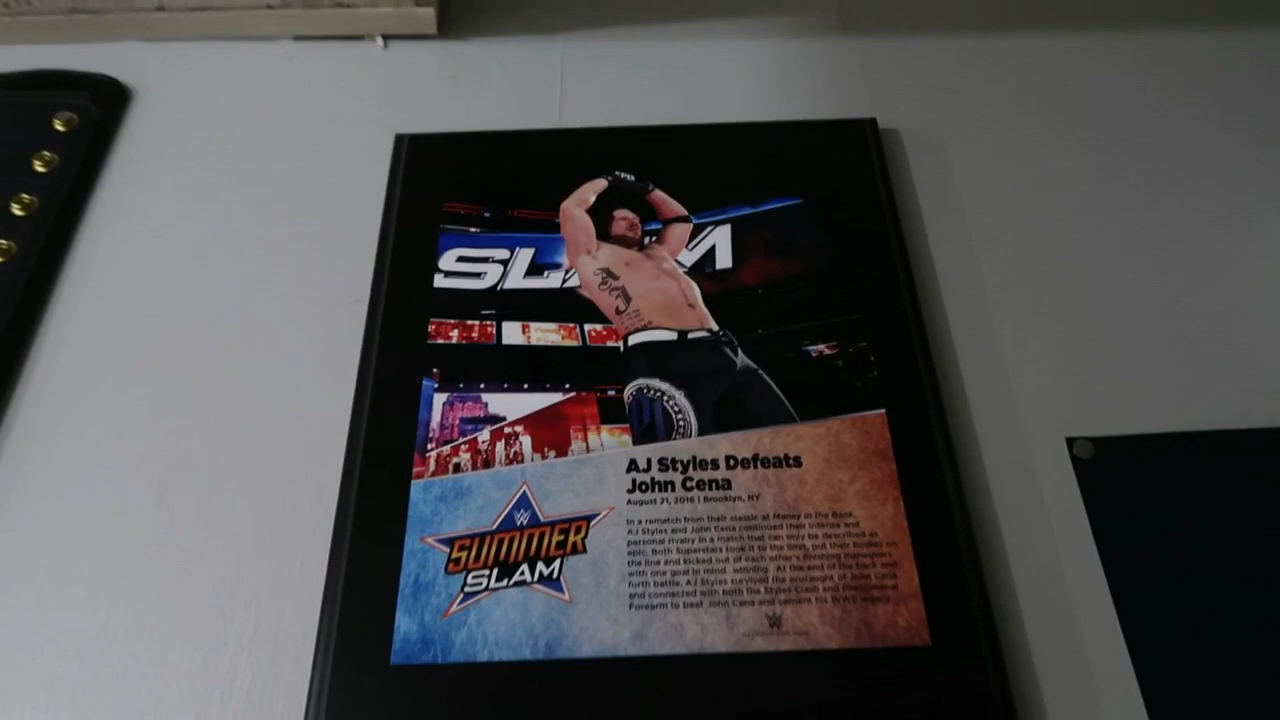 SL
M
AJ Styles Defeats
John Cena
August 21, 2016 | Brooklyn, NY
In a rematch from their classic at Money in the Bank,
AJ Styles and John Cena continued their intense and
personal rivalry in a match that can only be described as
epic. Both Superstars took it to the limit, put their bodies on
the line and kicked out of each other's finishing maneuvers
with one goal in mind: winning. At the end of the back and
forth battle, AJ Styles survived the onslaught of John Cena
and connected with both the Styles Clash and Phenomenal
Forearm to beat John Cena and cement his WWE legacy.
W
SUMMER
SLAM
W